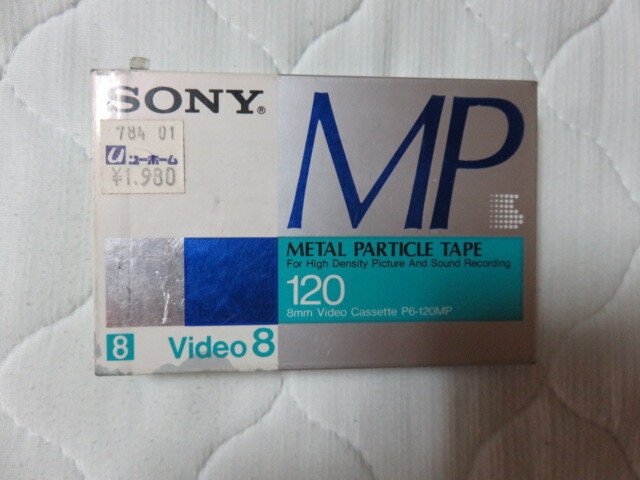 SONY®
784 01
U ユーホーム
¥1,980
MP
METAL PARTICLE TAPE
For High Density Picture And Sound Recording
120
8mm Video Cassette P6-120MP
8 Video 8